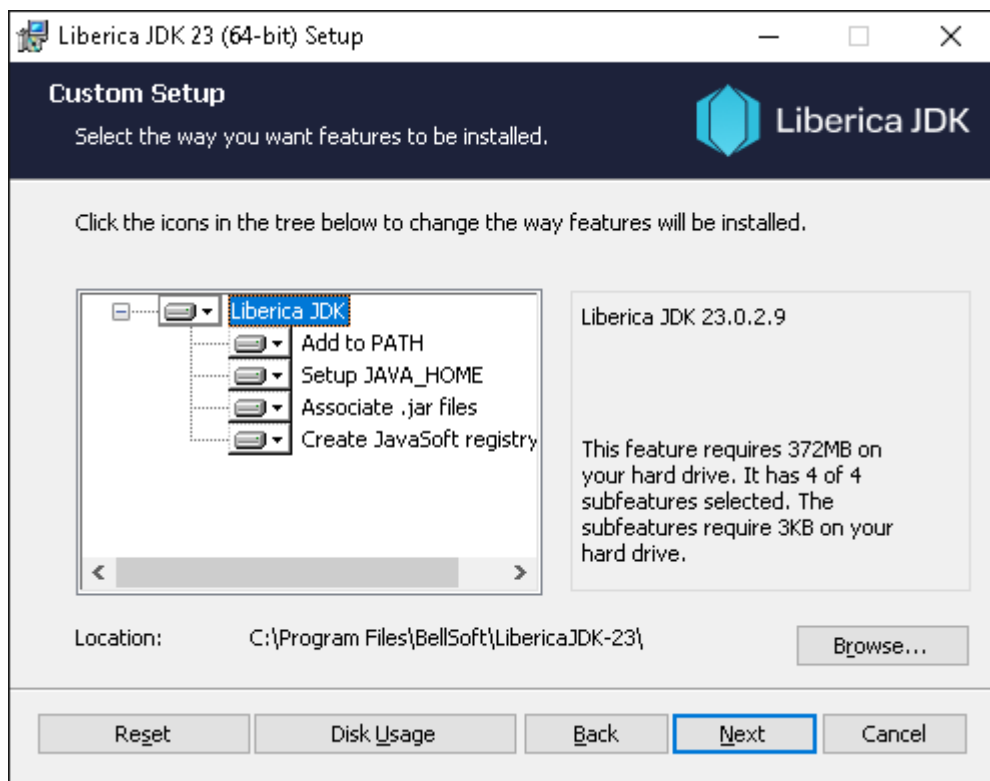 Liberica JDK 23 (64-bit) Setup
Custom Setup
Select the way you want features to be installed.
Liberica JDK
Click the icons in the tree below to change the way features will be installed.
Liberica JDK
Add to PATH
Setup JAVA_HOME
Associate .jar files
Create JavaSoft registry
Liberica JDK 23.0.2.9
This feature requires 372MB on
your hard drive. It has 4 of 4
subfeatures selected. The
subfeatures require 3KB on your
hard drive.
Location: C:\Program Files\BellSoft\LibericaJDK-23\
Browse...
Reset Disk Usage Back Next Cancel